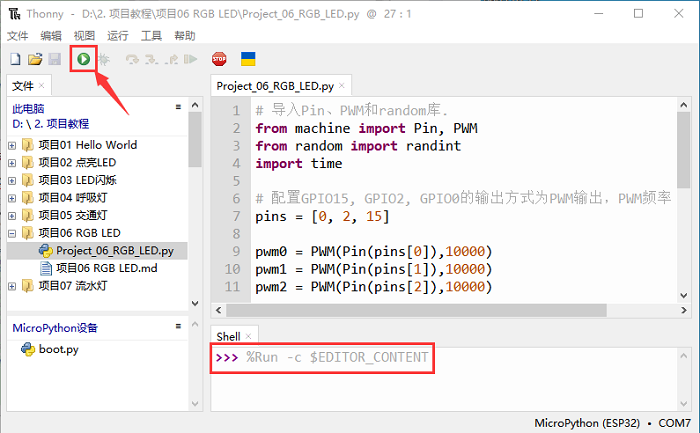 Thonny - D:\2. 项目教程\项目06 RGB LED\Project_06_RGB_LED.py @ 27 : 1
文件 编辑 视图 运行 工具 帮助
STOP
文件 ×
此电脑
D: \ 2. 项目教程
项目01 Hello World
项目02 点亮LED
项目03 LED闪烁
项目04 呼吸灯
项目05 交通灯
项目06 RGB LED
Project_06_RGB_LED.py
项目06 RGB LED.md
项目07 流水灯
MicroPython设备
boot.py
Project_06_RGB_LED.py ×
1 # 导入Pin、PWM和random库.
2 from machine import Pin, PWM
3 from random import randint
4 import time
5
6 # 配置GPIO15, GPIO2, GPIO0的输出方式为PWM输出，PWM频率
7 pins = [0, 2, 15]
8
9 pwm0 = PWM(Pin(pins[0]),10000)
10 pwm1 = PWM(Pin(pins[1]),10000)
11 pwm2 = PWM(Pin(pins[2]),10000)
Shell ×
>>> %Run -c $EDITOR_CONTENT
MicroPython (ESP32) • COM7